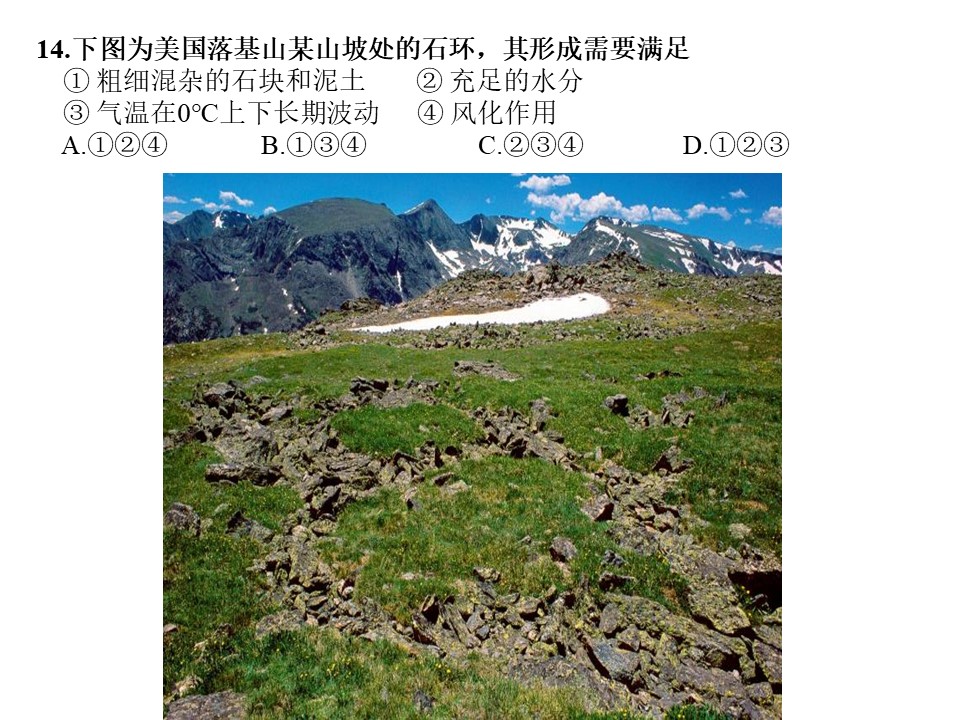 14.下图为美国落基山某山坡处的石环，其形成需要满足
① 粗细混杂的石块和泥土 ② 充足的水分
③ 气温在0℃上下长期波动 ④ 风化作用
A.①②④ B.①③④ C.②③④ D.①②③